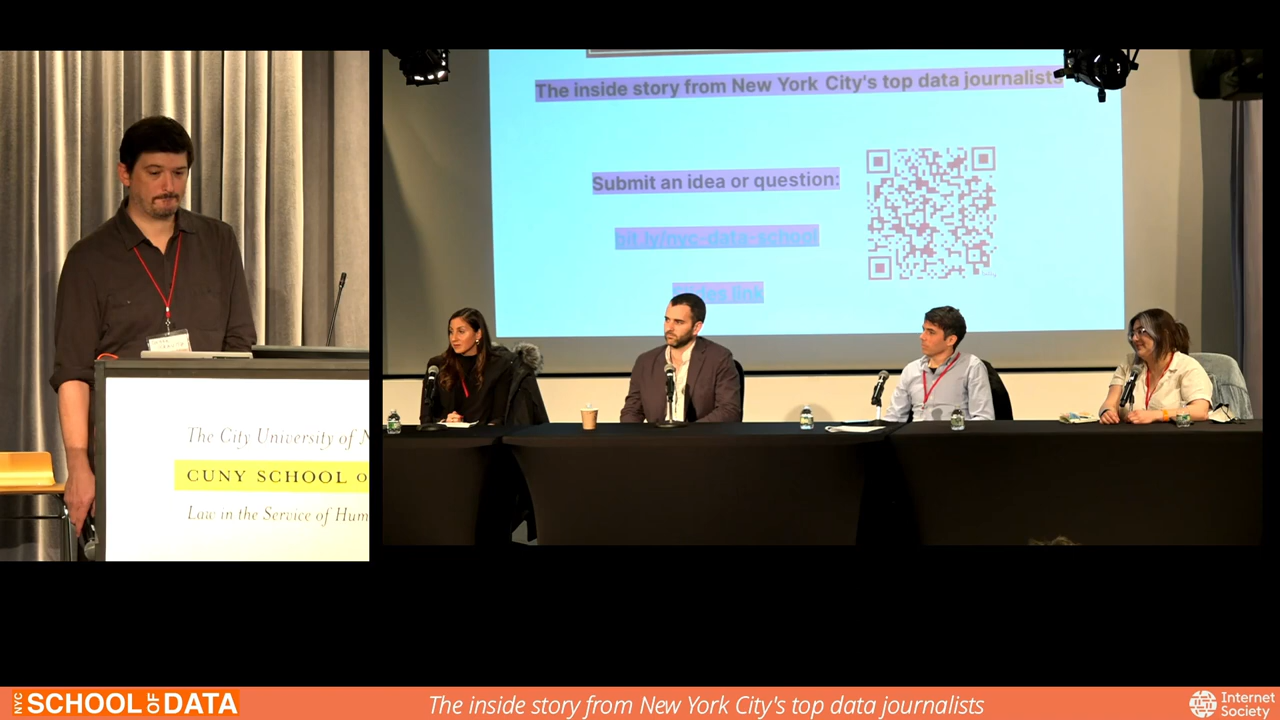 The inside story from New York City's top data journalists
Submit an idea or question:
bit.ly/nyc-data-school
link
The City University of N
CUNY SCHOOL O
Law in the Service of Hum
NYC SCHOOL OF DATA
The inside story from New York City's top data journalists
Internet
Society